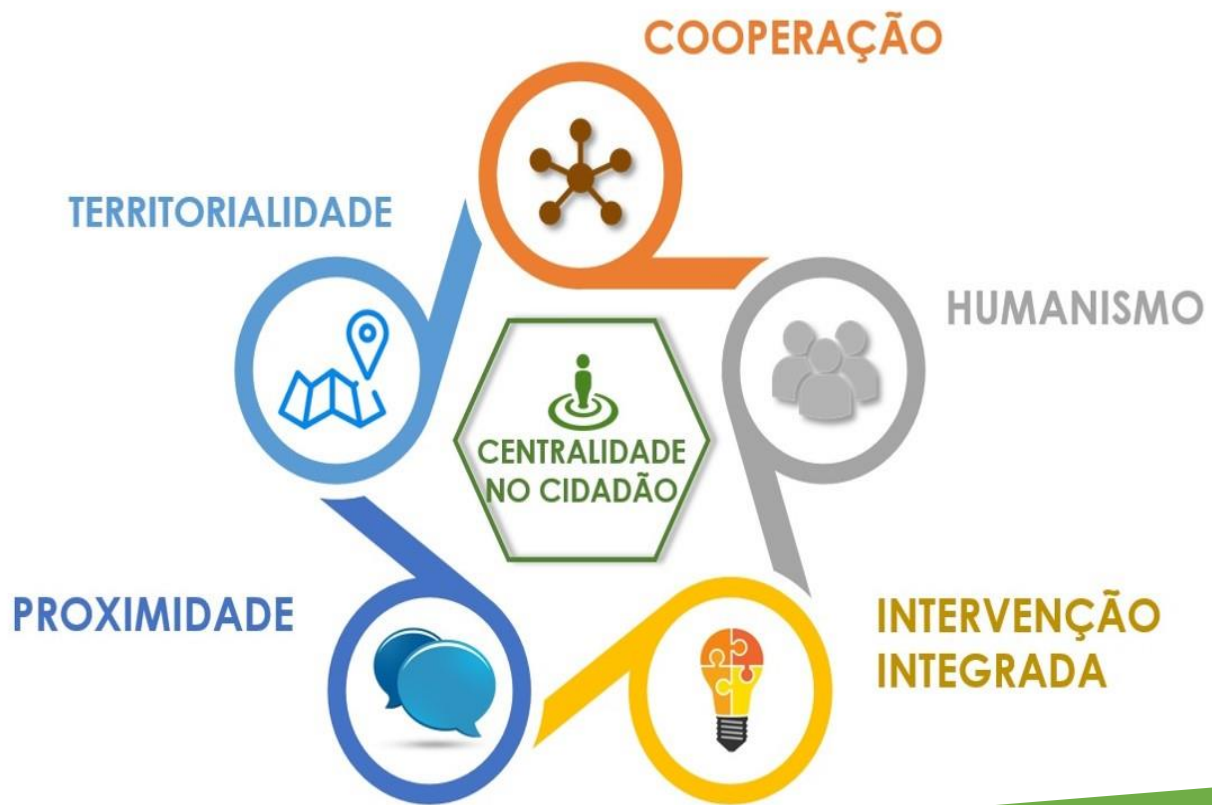 COOPERAÇÃO
TERRITORIALIDADE
HUMANISMO
CENTRALIDADE
NO CIDADÃO
PROXIMIDADE
INTERVENÇÃO
INTEGRADA